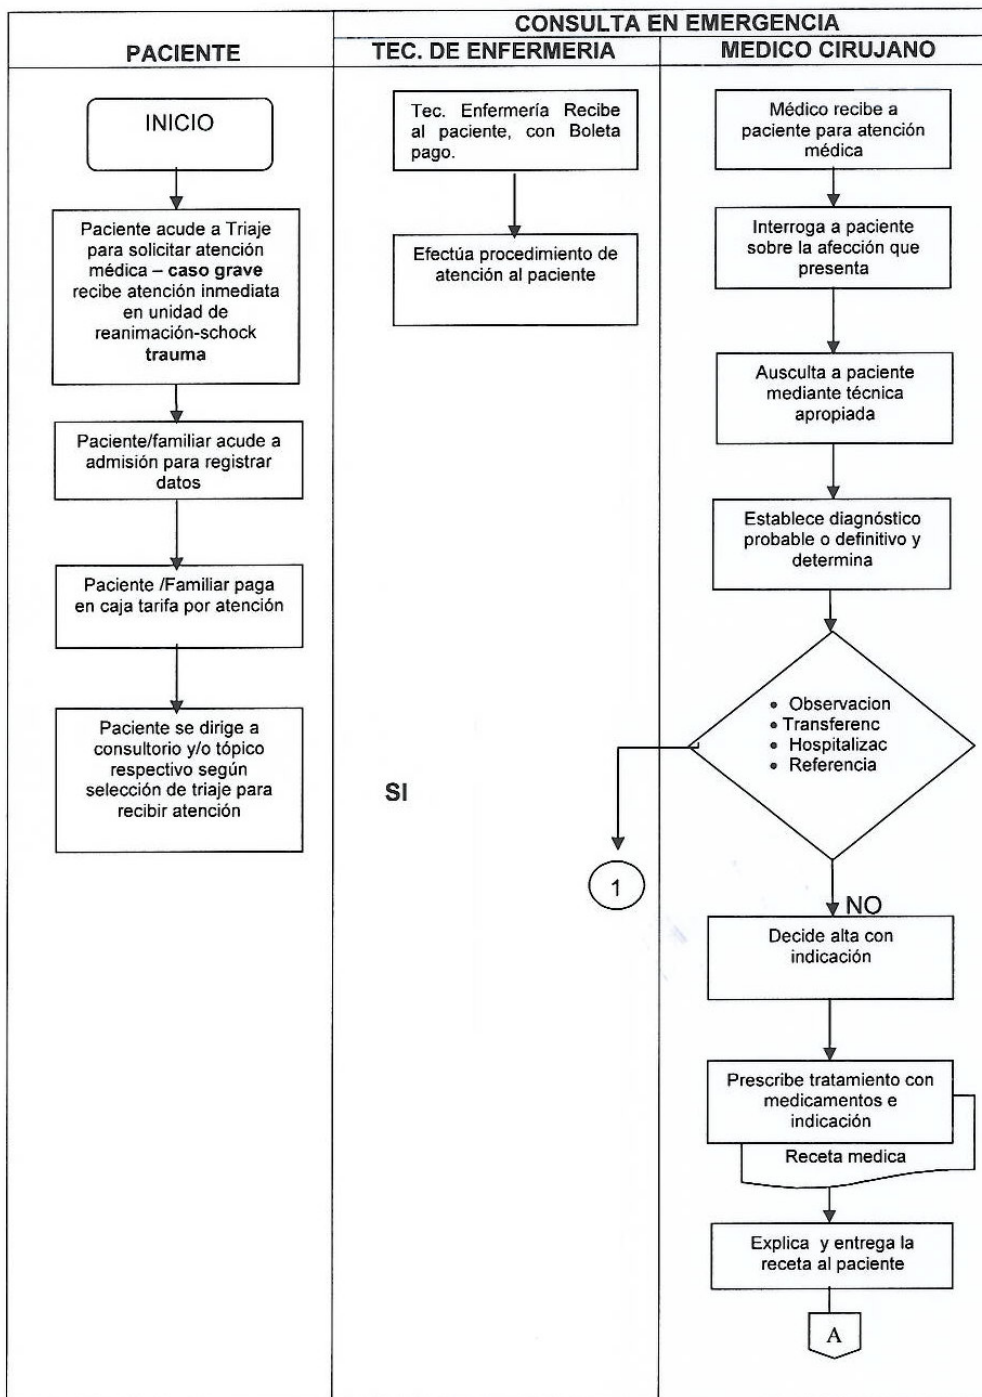 CONSULTA EN EMERGENCIA
PACIENTE
TEC. DE ENFERMERIA
MEDICO CIRUJANO
INICIO
Paciente acude a Triaje
para solicitar atención
médica – caso grave
recibe atención inmediata
en unidad de
reanimación-schock
trauma
Paciente/familiar acude a
admisión para registrar
datos
Paciente /Familiar paga
en caja tarifa por atención
Paciente se dirige a
consultorio y/o tópico
respectivo según
selección de triaje para
recibir atención
Tec. Enfermería Recibe
al paciente, con Boleta
pago.
Efectúa procedimiento de
atención al paciente
SI
1
Médico recibe a
paciente para atención
médica
Interroga a paciente
sobre la afección que
presenta
Ausculta a paciente
mediante técnica
apropiada
Establece diagnóstico
probable o definitivo y
determina
• Observacion
• Transferenc
• Hospitalizac
• Referencia
NO
Decide alta con
indicación
Prescribe tratamiento con
medicamentos e
indicación
Receta medica
Explica y entrega la
receta al paciente
A